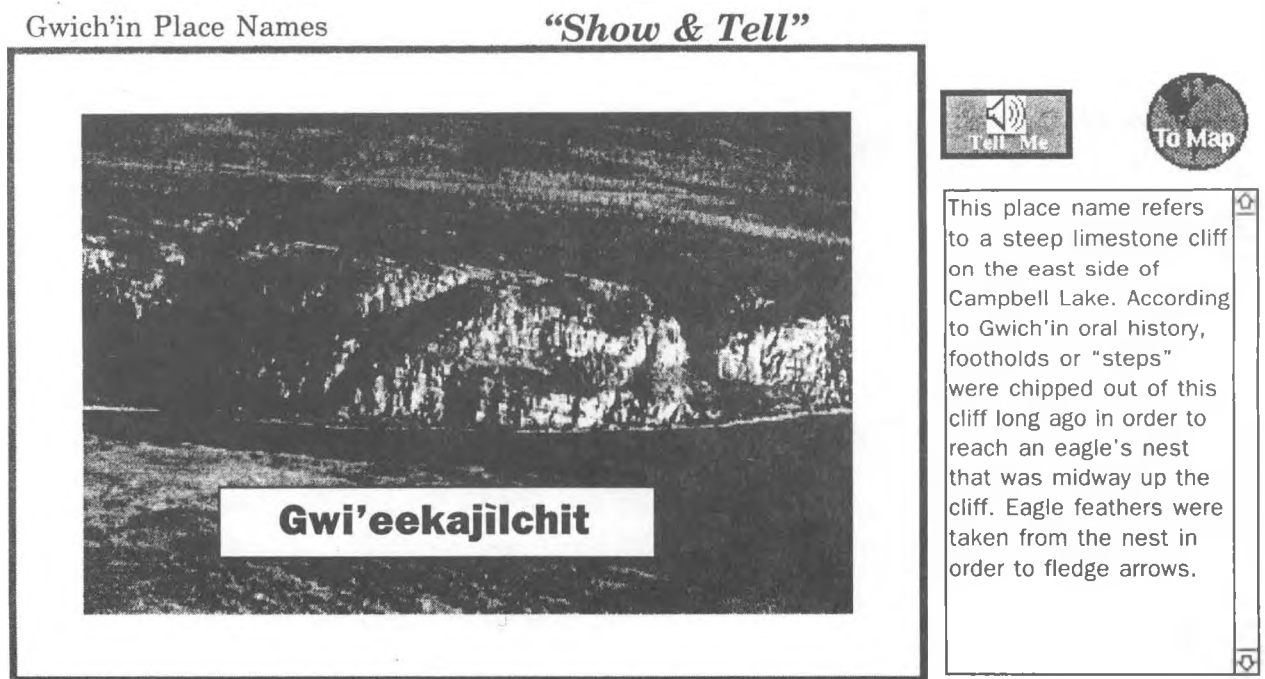 Gwich'in Place Names
“Show & Tell”
Gwi’eekajìlchit
Tell Me
To Map
This place name refers
to a steep limestone cliff
on the east side of
Campbell Lake. According
to Gwich'in oral history,
footholds or "steps"
were chipped out of this
cliff long ago in order to
reach an eagle's nest
that was midway up the
cliff. Eagle feathers were
taken from the nest in
order to fledge arrows.